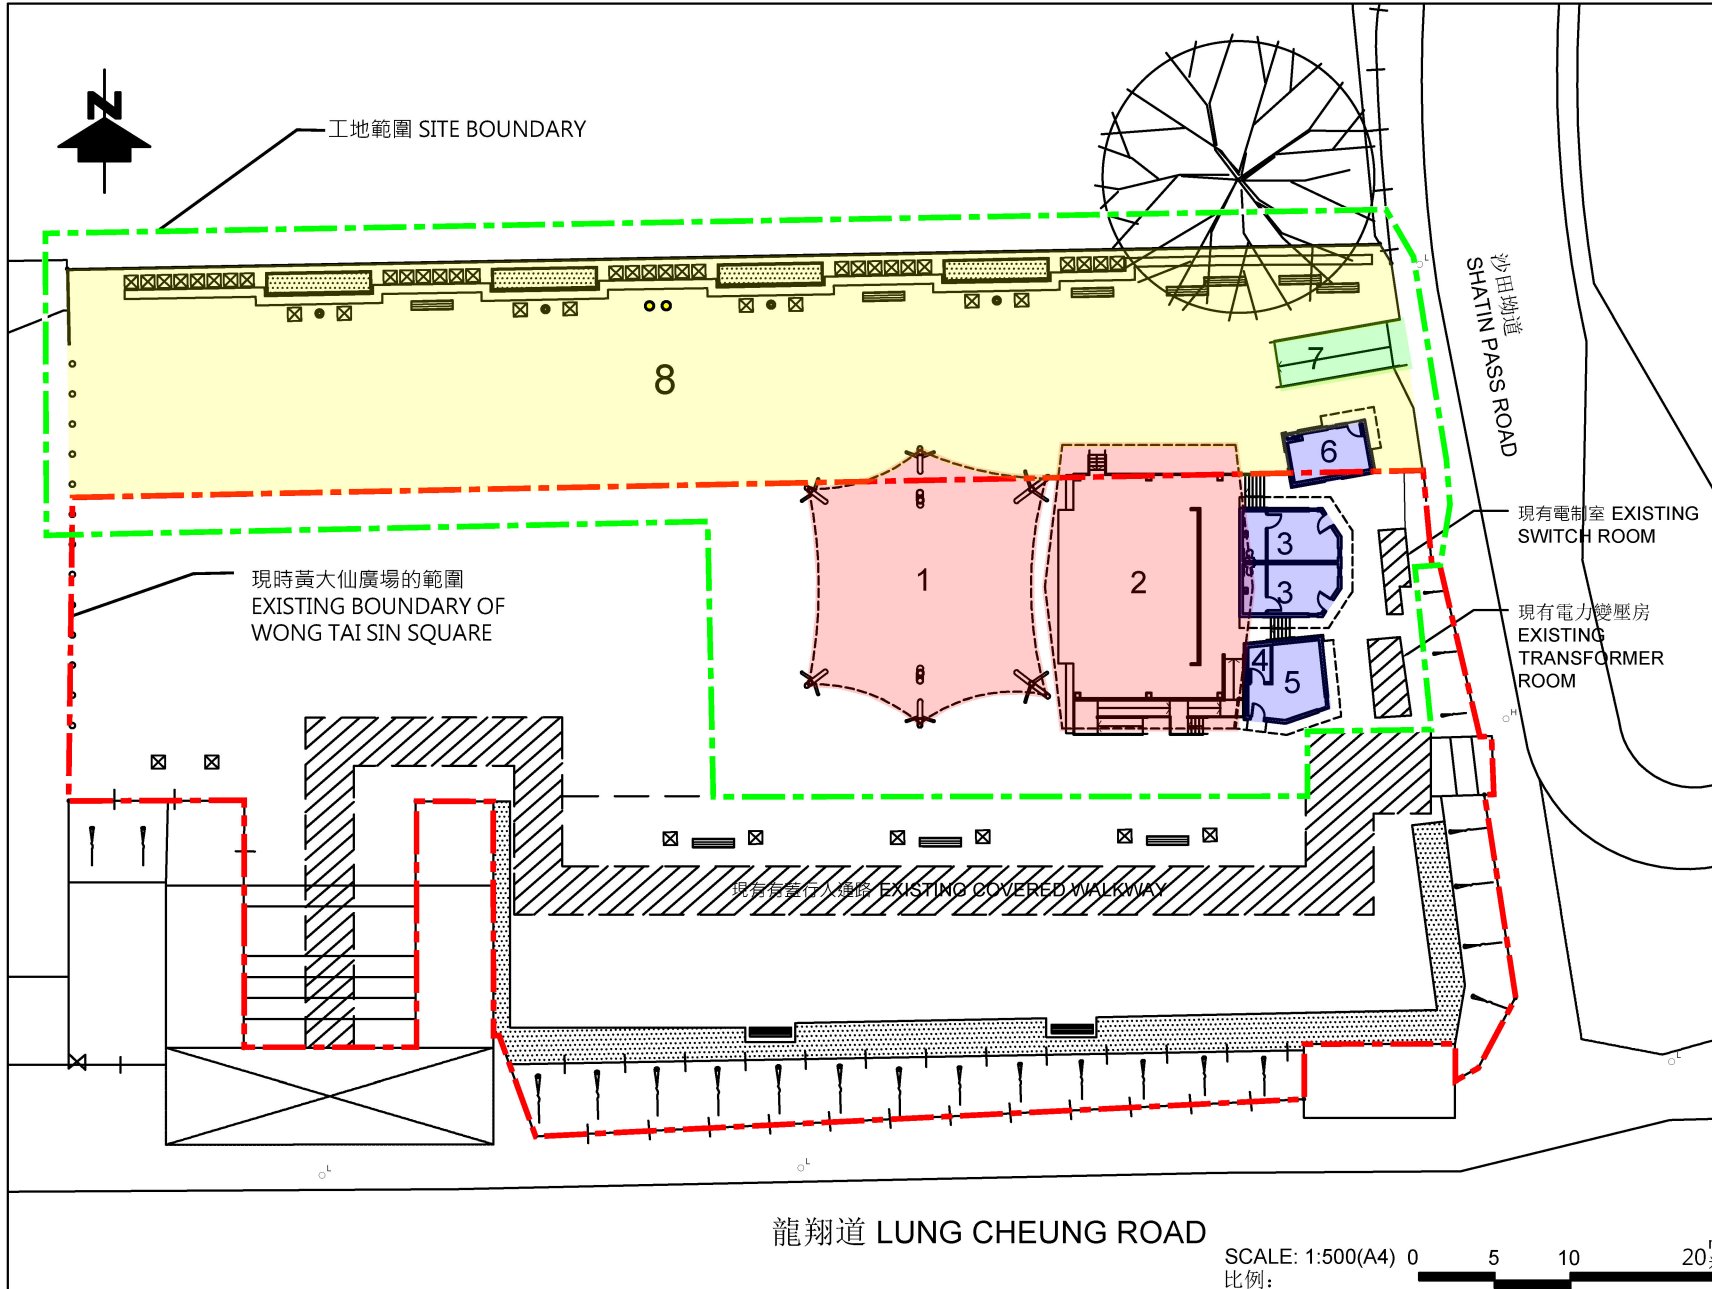 N
工地範圍 SITE BOUNDARY
沙田坳道
SHATIN PASS ROAD
7
8
6
現有電制室 EXISTING
SWITCH ROOM
3
1
2
3
現時黃大仙廣場的範圍
EXISTING BOUNDARY OF
WONG TAI SIN SQUARE
現有電力變壓房
EXISTING
TRANSFORMER
ROOM
4
5
現有有蓋行人通路 EXISTING COVERED WALKWAY
L
H
L
L
L
龍翔道 LUNG CHEUNG ROAD
SCALE: 1:500(A4) 0 5 10 20
比例: